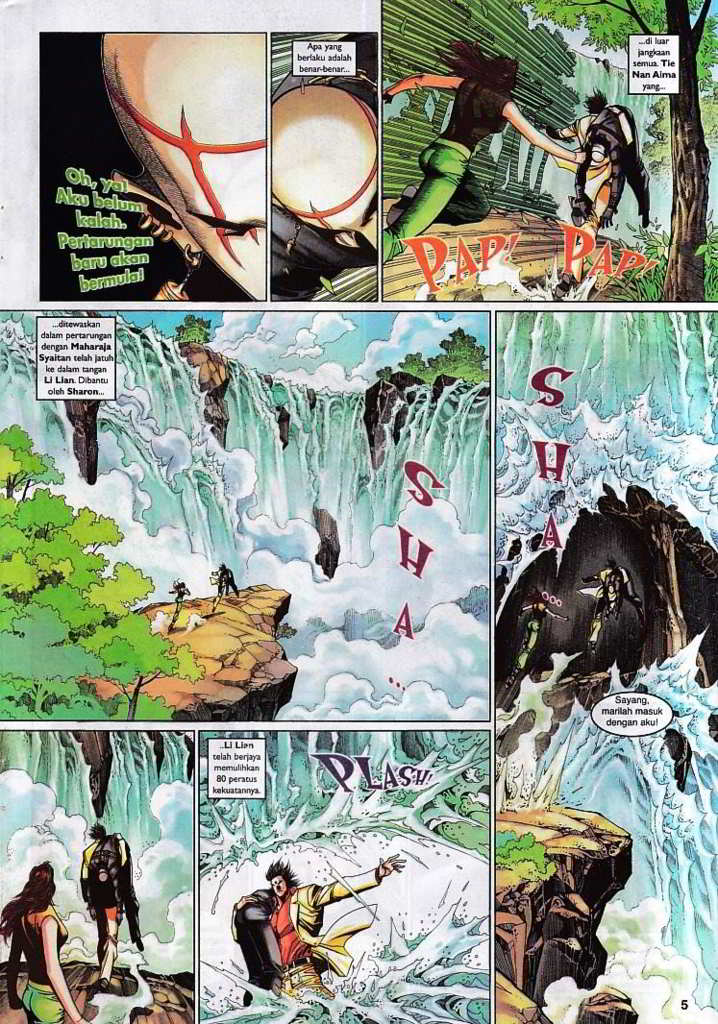 Oh, ya!
Aku belum
kalah.
Pertarungan
baru akan
bermula!
Apa yang
berlaku adalah
benar-benar...
...di luar
jangkaan
semua. Tie
Nan Aima
yang...
PAP!
PAP!
...ditewaskan
dalam pertarungan
dengan Maharaja
Syaitan telah jatuh
ke dalam tangan
Li Lian. Dibantu
oleh Sharon...
SHA...
SHA...
Sayang,
marilah masuk
dengan aku!
..Li Lian
telah berjaya
memulihkan
80 peratus
kekuatannya.
PLASH!
5